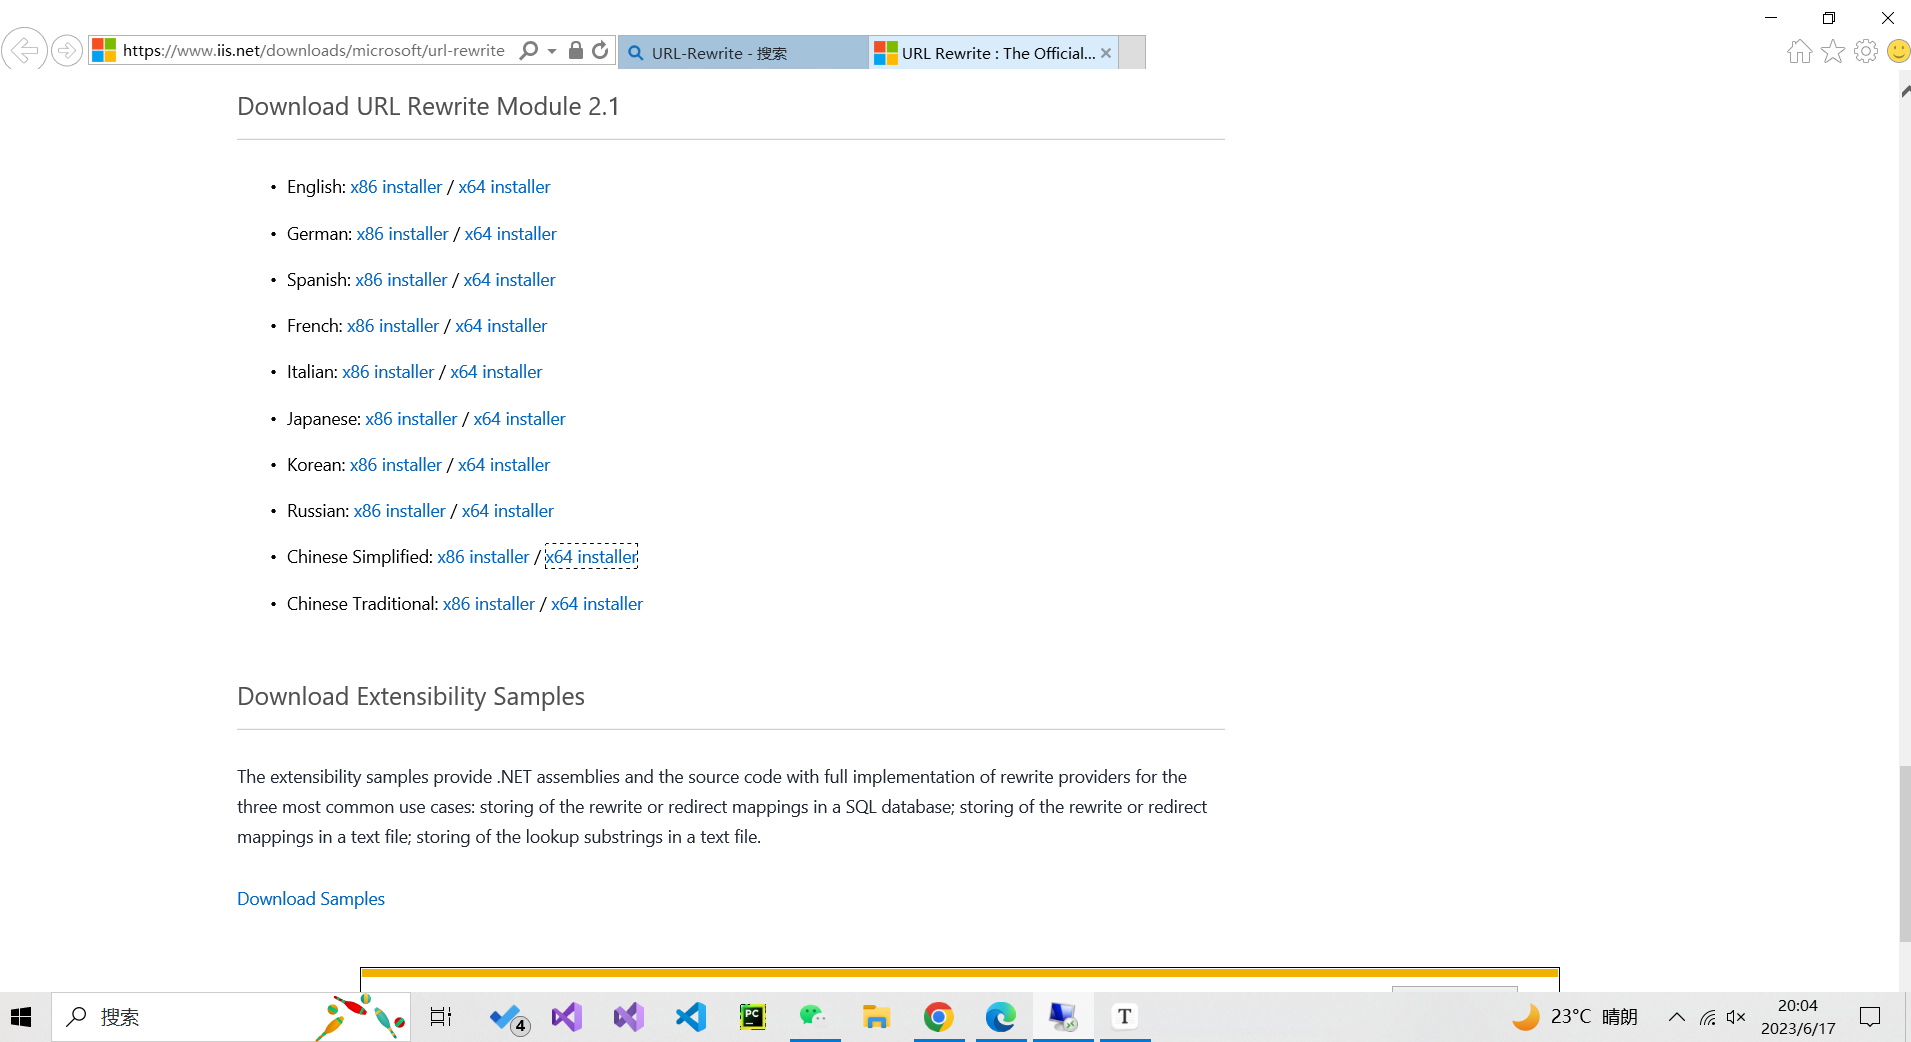 https://www.iis.net/downloads/microsoft/url-rewrite
URL-Rewrite - 搜索
URL Rewrite : The Official...
Download URL Rewrite Module 2.1
• English: x86 installer / x64 installer
• German: x86 installer / x64 installer
• Spanish: x86 installer / x64 installer
• French: x86 installer / x64 installer
• Italian: x86 installer / x64 installer
• Japanese: x86 installer / x64 installer
• Korean: x86 installer / x64 installer
• Russian: x86 installer / x64 installer
• Chinese Simplified: x86 installer / x64 installer
• Chinese Traditional: x86 installer / x64 installer
Download Extensibility Samples
The extensibility samples provide .NET assemblies and the source code with full implementation of rewrite providers for the
three most common use cases: storing of the rewrite or redirect mappings in a SQL database; storing of the rewrite or redirect
mappings in a text file; storing of the lookup substrings in a text file.
Download Samples
搜索
4
PC
T
23°C 晴朗
20:04
2023/6/17